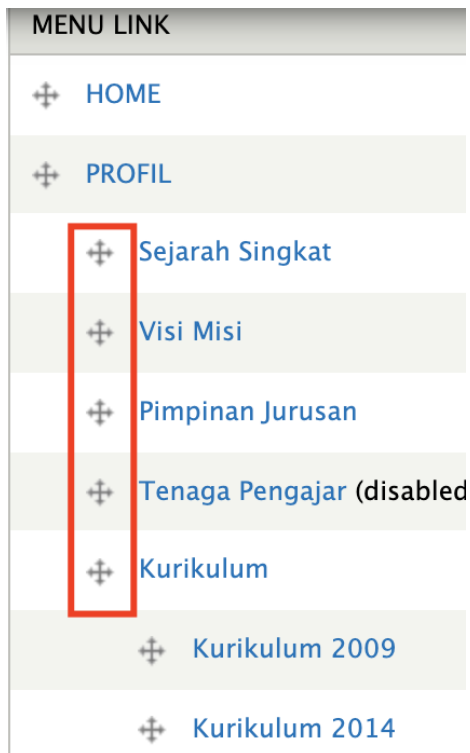 MENU LINK
HOME
PROFIL
Sejarah Singkat
Visi Misi
Pimpinan Jurusan
Tenaga Pengajar (disabled
Kurikulum
Kurikulum 2009
Kurikulum 2014